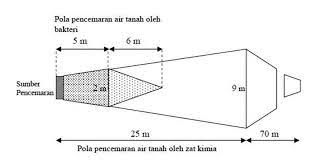 Pola pencemaran air tanah oleh
bakteri
5 m
6 m
Sumber
Pencemaran
2 m
9 m
25 m
70 m
Pola pencemaran air tanah oleh zat kimia